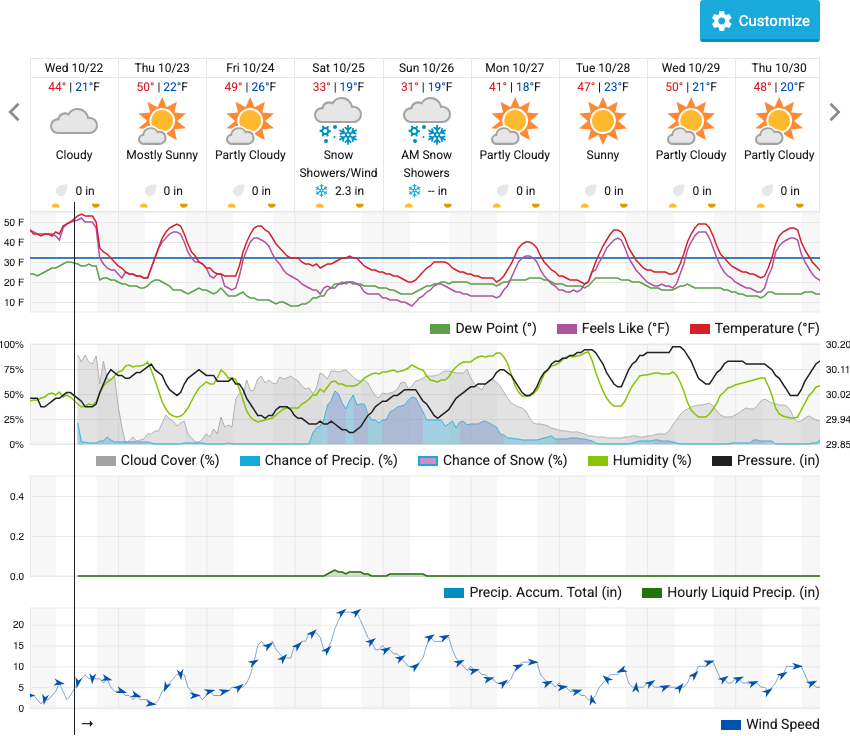 Customize
Wed 10/22 Thu 10/23 Fri 10/24 Sat 10/25 Sun 10/26 Mon 10/27 Tue 10/28 Wed 10/29 Thu 10/30
44° | 21°F 50° | 22°F 49° | 26°F 33° | 19°F 31° | 19°F 41° | 18°F 47° | 23°F 50° | 21°F 48° | 20°F
Cloudy Mostly Sunny Partly Cloudy Snow AM Snow Partly Cloudy Sunny Partly Cloudy Partly Cloudy
Showers/Wind Showers
0 in 0 in 0 in 2.3 in -- in 0 in 0 in 0 in 0 in
50 F
40 F
30 F
20 F
10 F
Dew Point (°) Feels Like (°F) Temperature (°F)
100% 30.20
75% 30.11
50% 30.02
25% 29.94
0% 29.85
Cloud Cover (%) Chance of Precip. (%) Chance of Snow (%) Humidity (%) Pressure. (in)
0.4
0.2
0.0
Precip. Accum. Total (in) Hourly Liquid Precip. (in)
20
15
10
5
0
Wind Speed